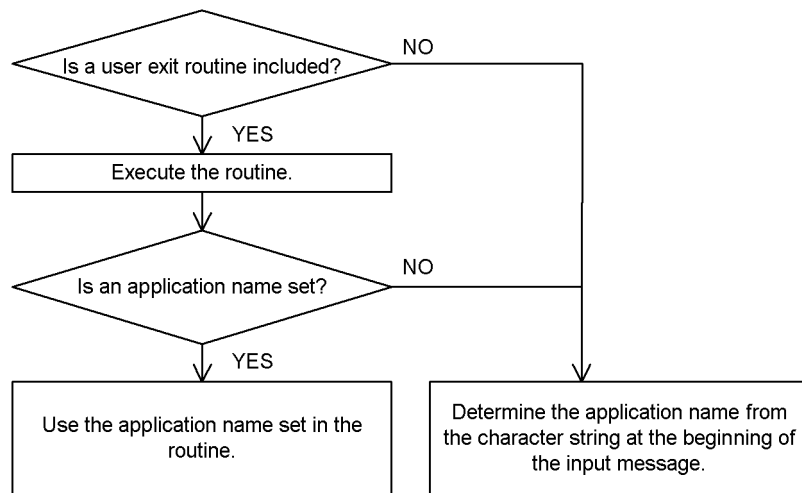 Is a user exit routine included?
NO
YES
Execute the routine.
Is an application name set?
NO
YES
Use the application name set in the
routine.
Determine the application name from
the character string at the beginning of
the input message.